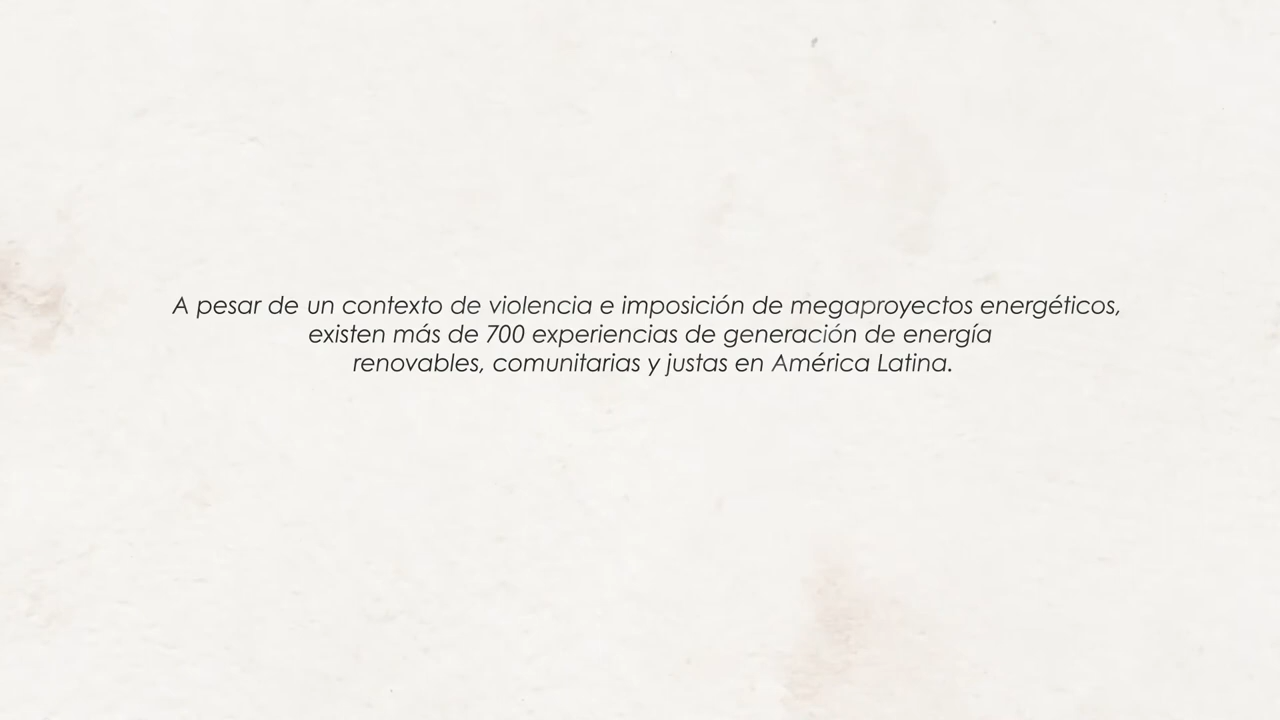 A pesar de un contexto de violencia e imposición de megaproyectos energéticos,
existen más de 700 experiencias de generación de energía
renovables, comunitarias y justas en América Latina.